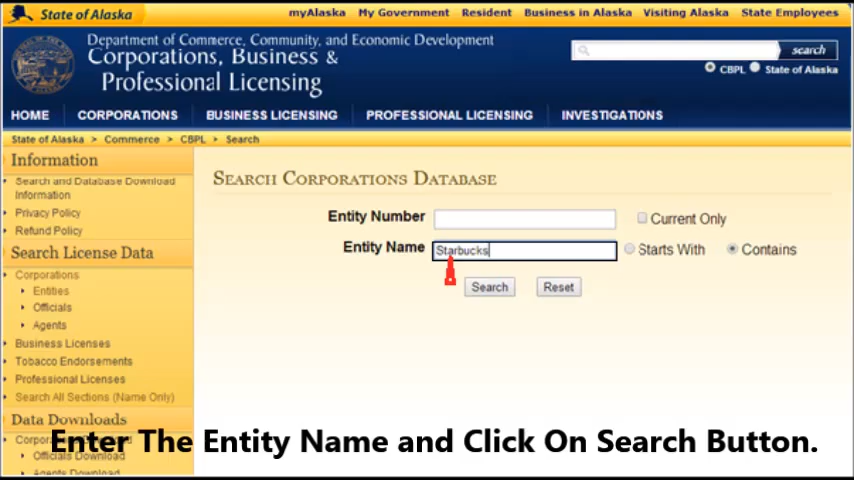 State of Alaska
myAlaska My Government Resident Business in Alaska Visiting Alaska State Employees
Department of Commerce, Community, and Economic Development
Corporations, Business &
Professional Licensing
search
CBPL State of Alaska
HOME CORPORATIONS BUSINESS LICENSING PROFESSIONAL LICENSING INVESTIGATIONS
State of Alaska > Commerce > CBPL > Search
Information
Search and Database Download
Information
Privacy Policy
Refund Policy
Search License Data
Corporations
Entities
Officials
Agents
Business Licenses
Tobacco Endorsements
Professional Licenses
Search All Sections (Name Only)
Data Downloads
Officials Download
Agents Download
SEARCH CORPORATIONS DATABASE
Entity Number
Current Only
Entity Name Starbucks Starts With Contains
Search Reset
Enter The Entity Name and Click On Search Button.